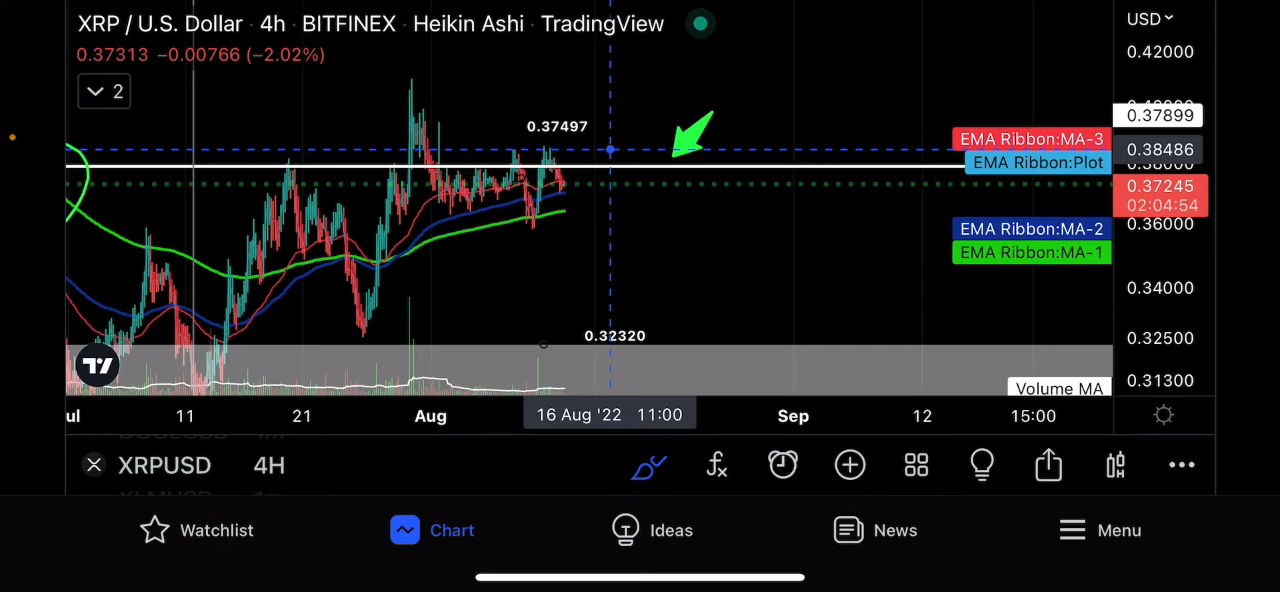 XRP / U.S. Dollar · 4h · BITFINEX · Heikin Ashi · TradingView
USD
0.37313 −0.00766 (−2.02%)
0.42000
2
0.37899
0.37497
EMA Ribbon:MA-3
0.38486
EMA Ribbon:Plot
0.38000
0.37245
02:04:54
0.36000
EMA Ribbon:MA-2
EMA Ribbon:MA-1
0.34000
0.32320
0.32500
0.31300
Volume MA
ul
11
21
Aug
16 Aug '22 11:00
Sep
12
15:00
XRPUSD 4H
Watchlist
Chart
Ideas
News
Menu